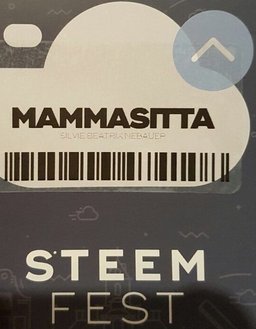 MAMMASITTA
SILVIE BEATRIX NEBAUER
STEEM
FEST